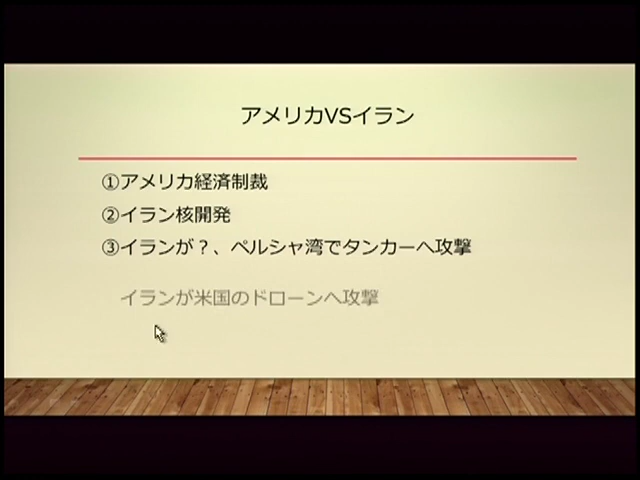 アメリカVSイラン
①アメリカ経済制裁
②イラン核開発
③イランが？、ペルシャ湾でタンカーへ攻撃
イランが米国のドローンへ攻撃